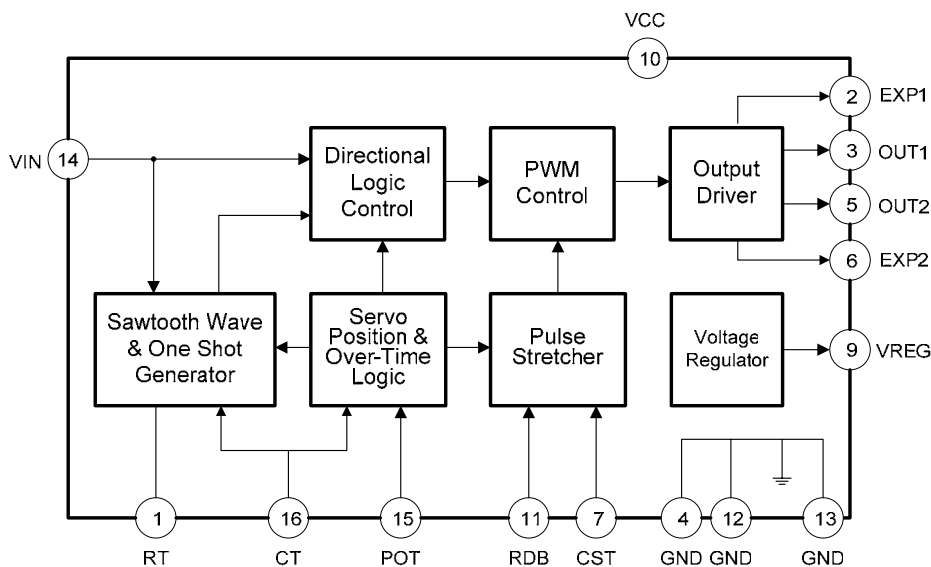 VCC
10
2 EXP1
VIN 14
Directional
Logic
Control
PWM
Control
Output
Driver
3 OUT1
5 OUT2
6 EXP2
Sawtooth Wave
& One Shot
Generator
Servo
Position &
Over-Time
Logic
Pulse
Stretcher
Voltage
Regulator
9 VREG
1 16 15 11 7 4 12 13
RT CT POT RDB CST GND GND GND